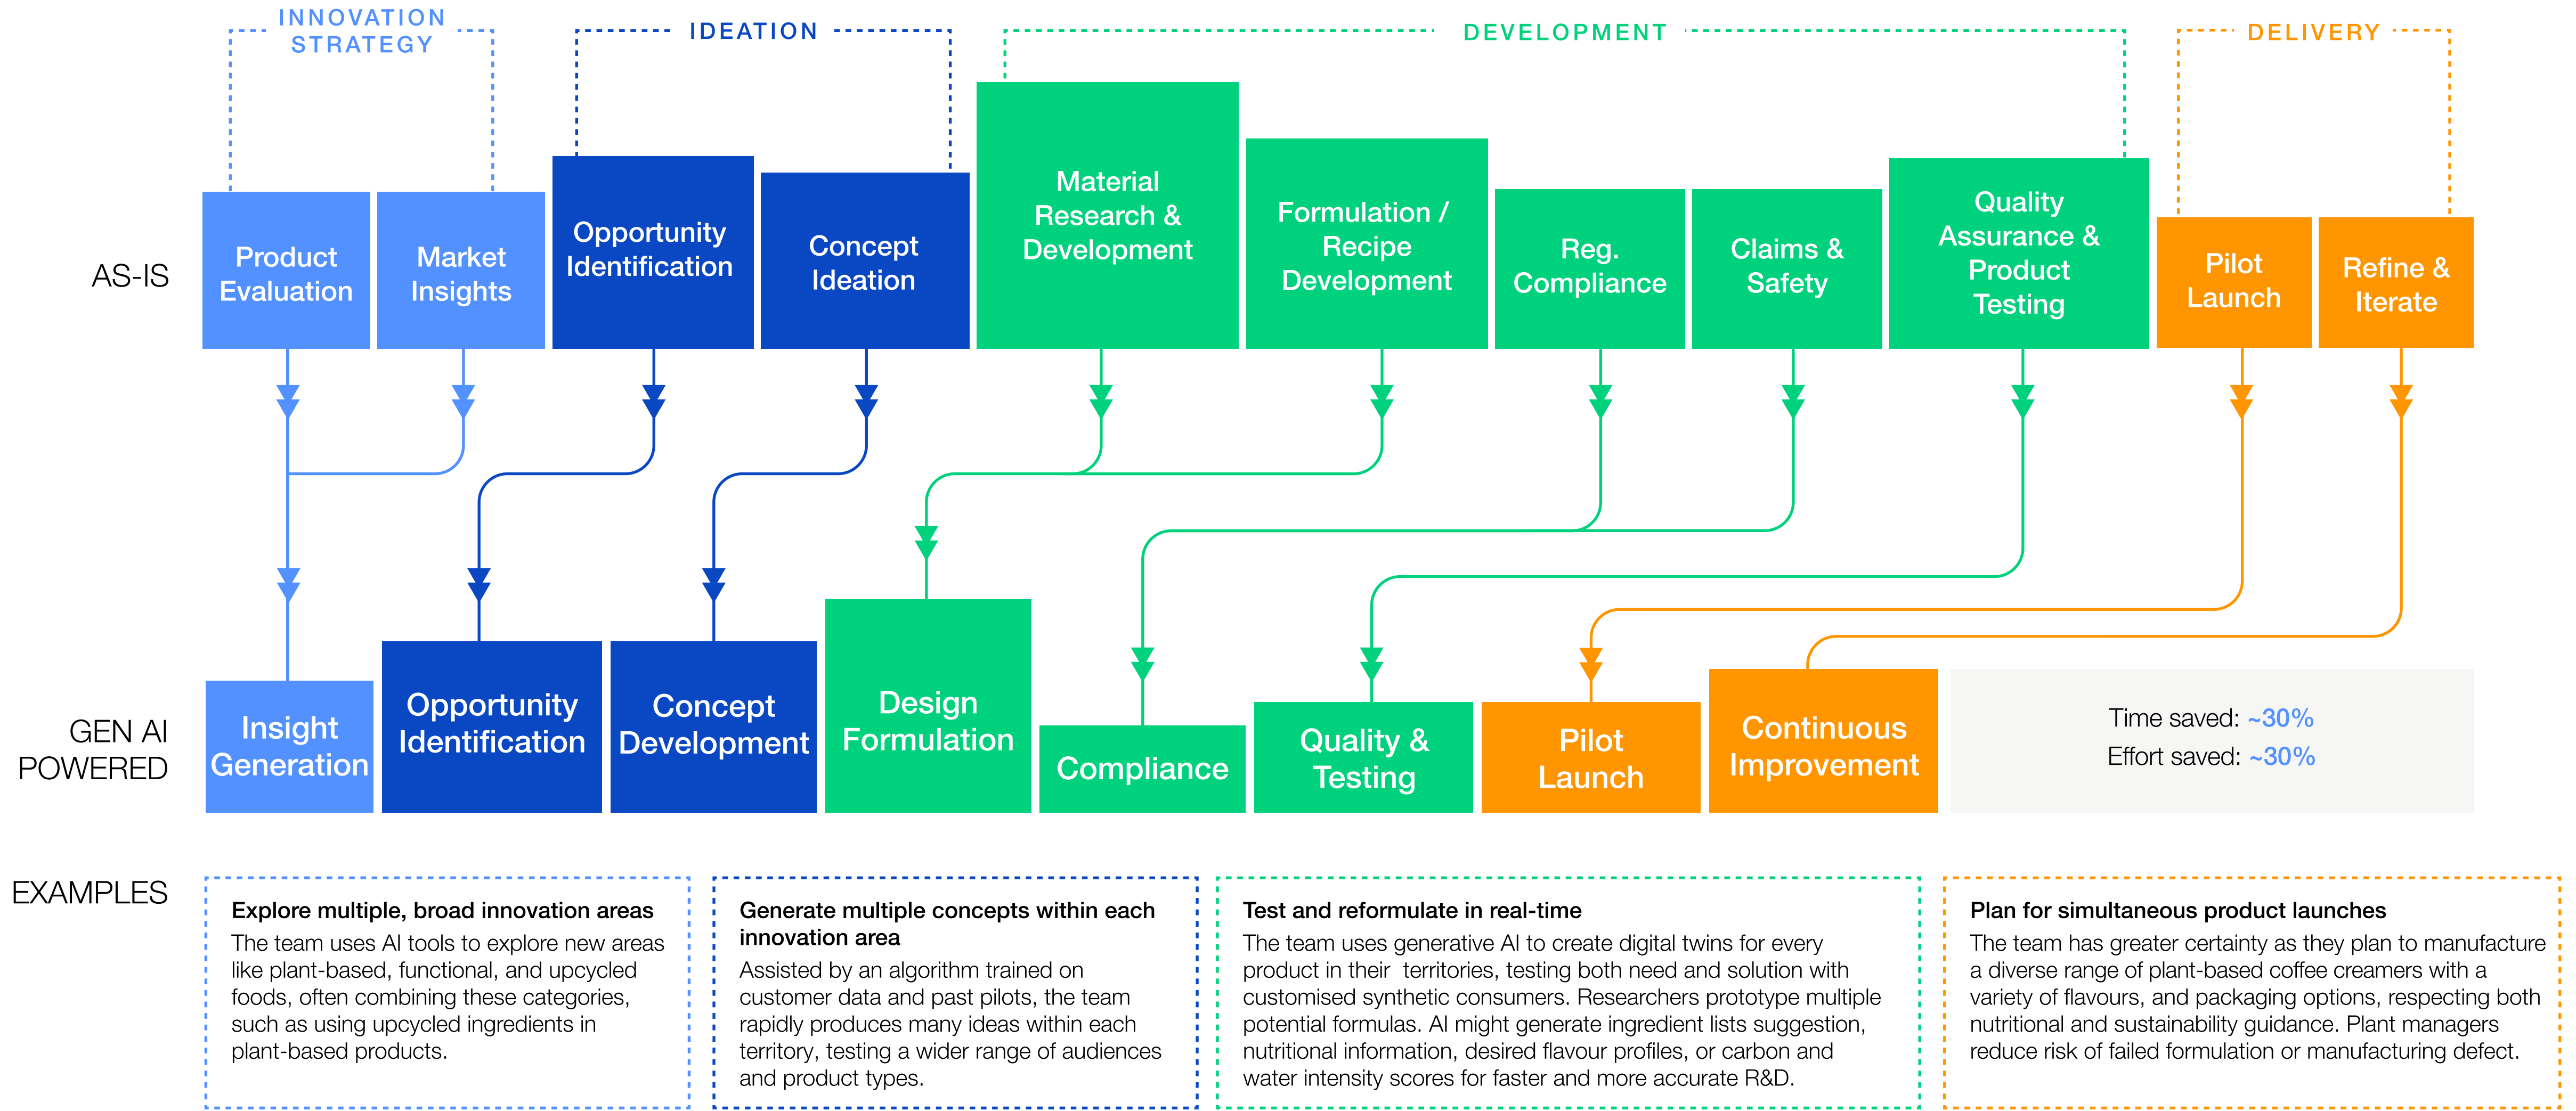 INNOVATION
STRATEGY
IDEATION
DEVELOPMENT
DELIVERY
AS-IS
Product
Evaluation
Market
Insights
Opportunity
Identification
Concept
Ideation
Material
Research &
Development
Formulation /
Recipe
Development
Reg.
Compliance
Claims &
Safety
Quality
Assurance &
Product
Testing
Pilot
Launch
Refine &
Iterate
GEN AI
POWERED
Insight
Generation
Opportunity
Identification
Concept
Development
Design
Formulation
Compliance
Quality &
Testing
Pilot
Launch
Continuous
Improvement
Time saved: ~30%
Effort saved: ~30%
EXAMPLES
Explore multiple, broad innovation areas
The team uses AI tools to explore new areas
like plant-based, functional, and upcycled
foods, often combining these categories,
such as using upcycled ingredients in
plant-based products.
Generate multiple concepts within each
innovation area
Assisted by an algorithm trained on
customer data and past pilots, the team
rapidly produces many ideas within each
territory, testing a wider range of audiences
and product types.
Test and reformulate in real-time
The team uses generative AI to create digital twins for every
product in their territories, testing both need and solution with
customised synthetic consumers. Researchers prototype multiple
potential formulas. AI might generate ingredient lists suggestion,
nutritional information, desired flavour profiles, or carbon and
water intensity scores for faster and more accurate R&D.
Plan for simultaneous product launches
The team has greater certainty as they plan to manufacture
a diverse range of plant-based coffee creamers with a
variety of flavours, and packaging options, respecting both
nutritional and sustainability guidance. Plant managers
reduce risk of failed formulation or manufacturing defect.